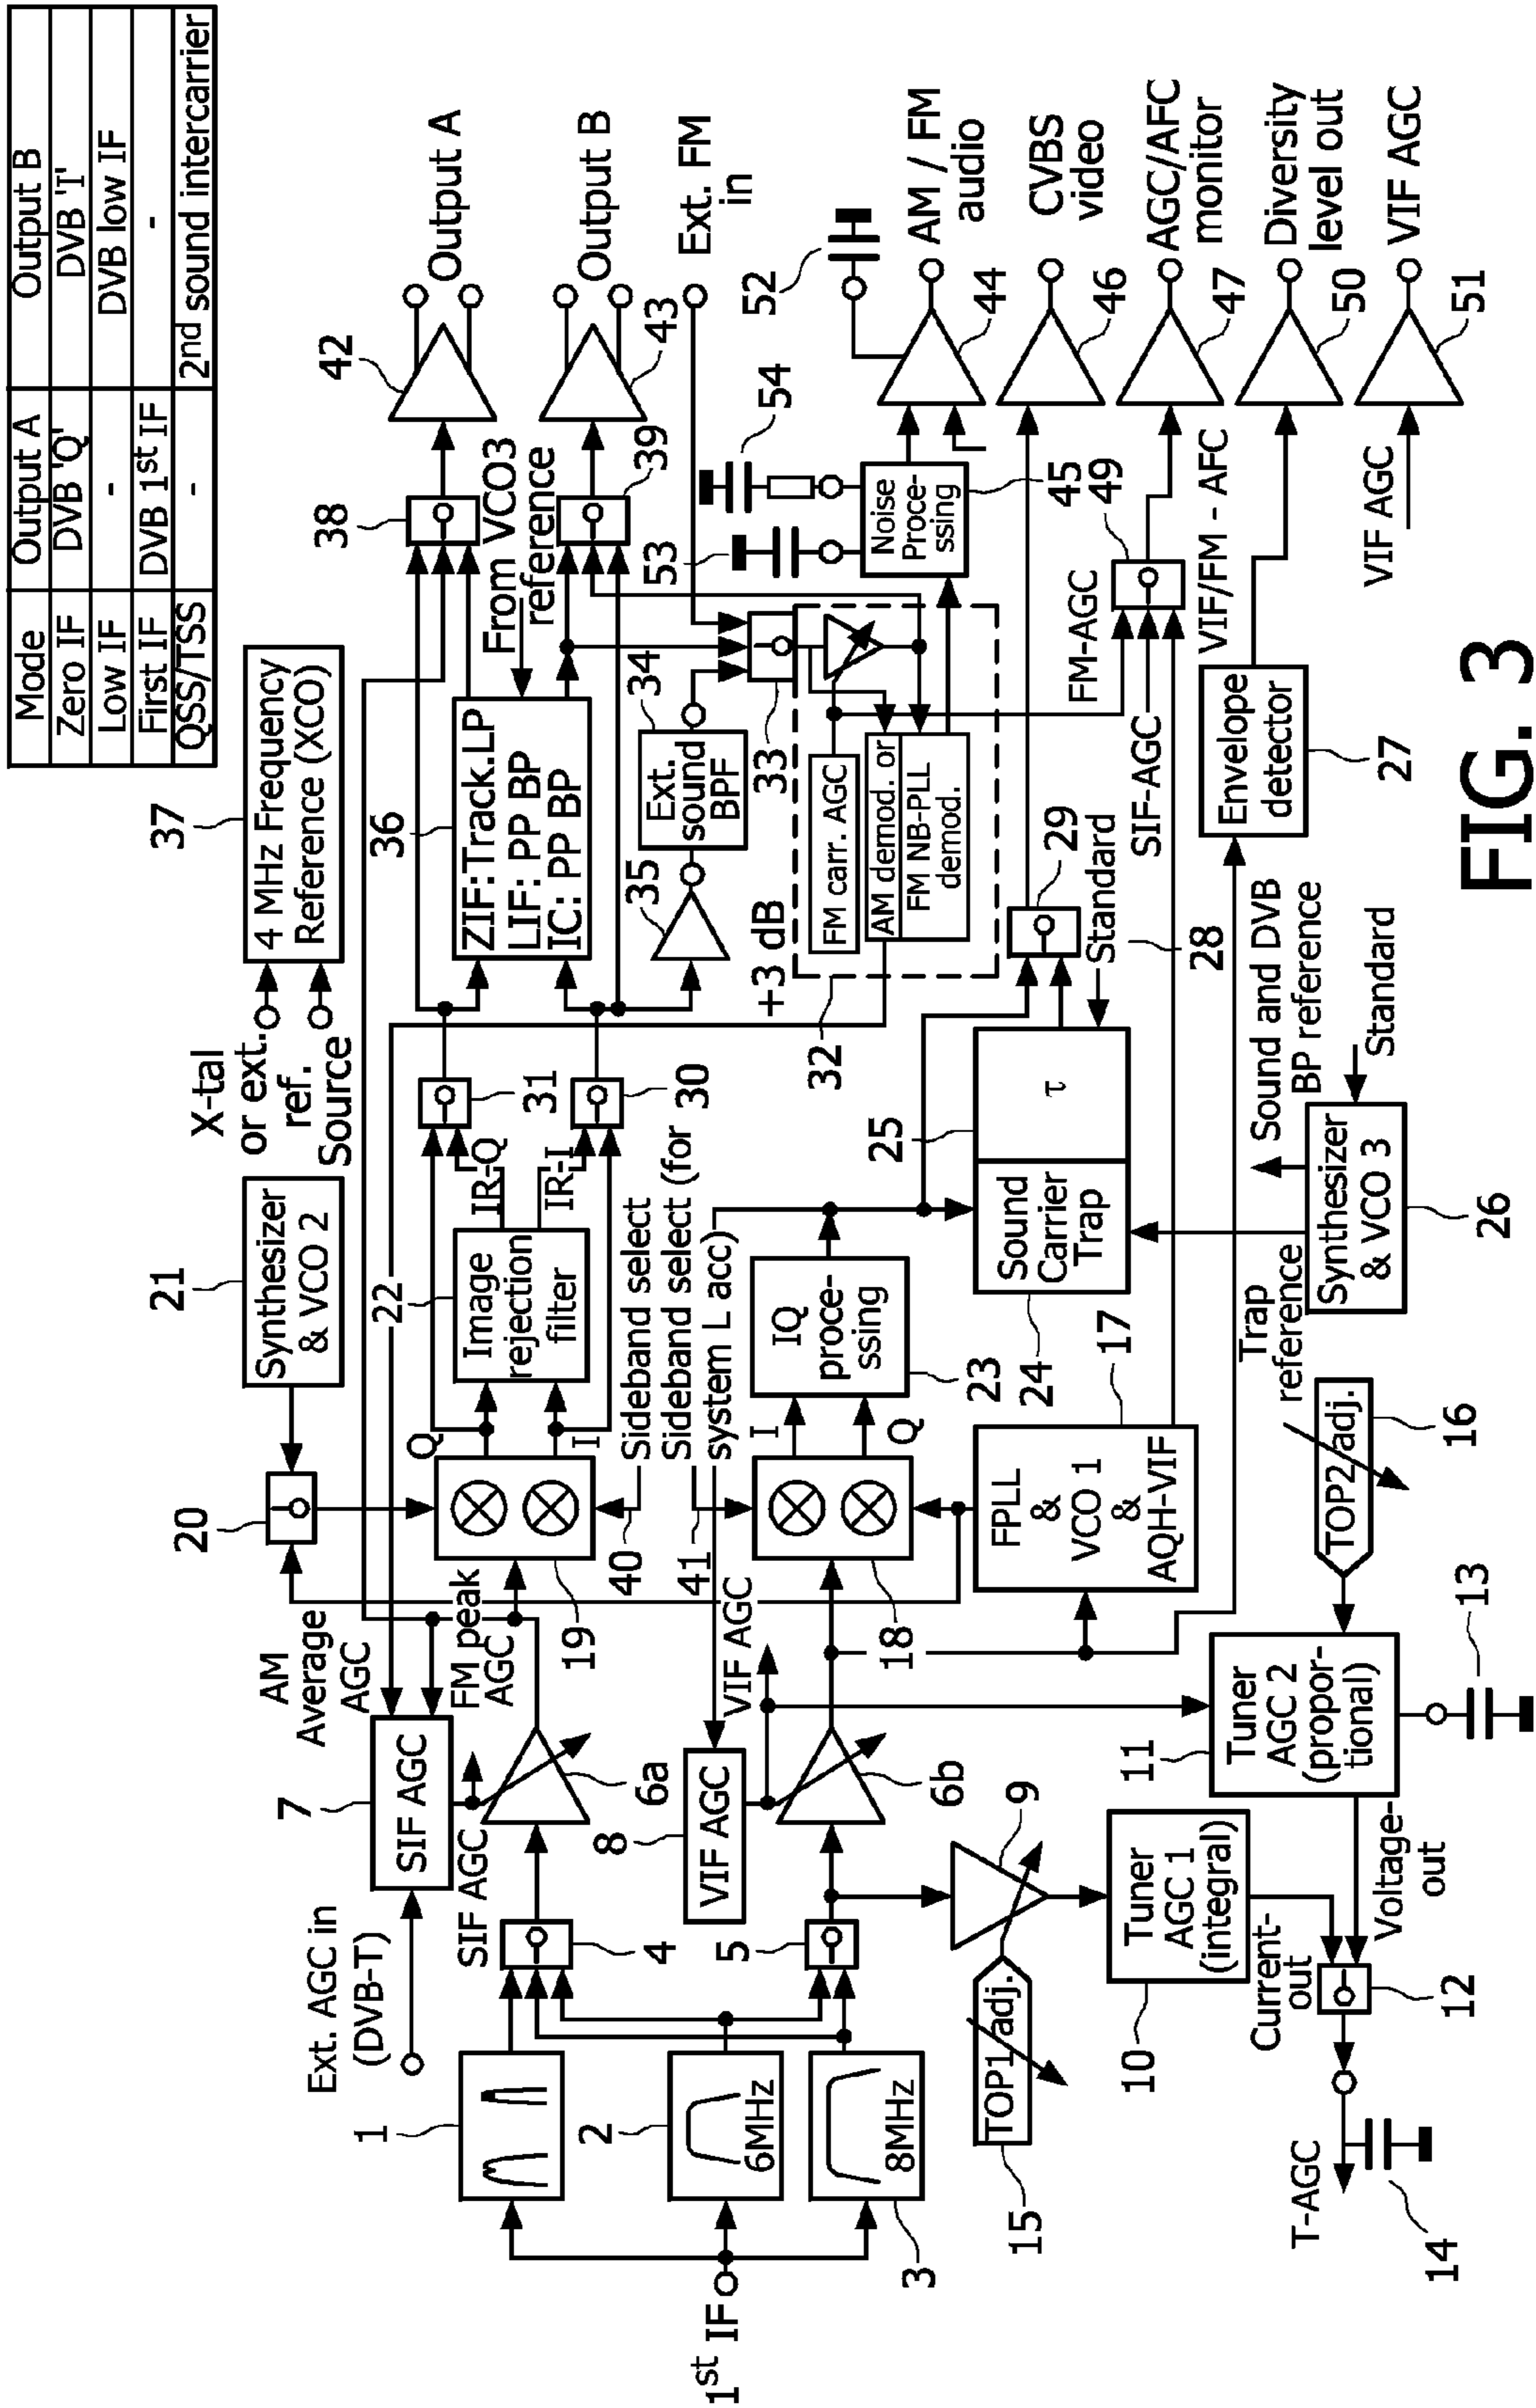 Mode Output A Output B
Zero IF DVB 'Q' DVB 'I'
Low IF - DVB low IF
First IF DVB 1st IF -
QSS/TSS - 2nd sound intercarrier
X-tal
or ext.
ref.
Source
37
4 MHz Frequency
Reference (XCO)
21
Synthesizer
& VCO 2
20
AM
Average
AGC
Ext. AGC in
(DVB-T)
7
SIF AGC
SIF AGC
FM peak
AGC
6a
4
1
2
6MHz
3
8MHz
1st IF
5
8
VIF AGC
VIF AGC
6b
9
TOP1 adj.
15
10
Tuner
AGC 1
(integral)
Current-
out
Voltage-
out
12
T-AGC
14
11
Tuner
AGC 2
(propor-
tional)
13
TOP2 adj.
16
19
Q
I
22
Image
rejection
filter
IR-Q
IR-I
31
30
40
Sideband select
41
Sideband select (for
system L acc)
18
I
Q
23
IQ
proce-
ssing
17
FPLL
&
VCO 1
&
AQH-VIF
24
Sound
Carrier
Trap
25
τ
Trap
reference
26
Synthesizer
& VCO 3
Standard
Sound and DVB
BP reference
28
Standard
29
36
ZIF:Track.LP
LIF: PP BP
IC: PP BP
From VCO3
reference
35
34
Ext.
sound
BPF
+3 dB
33
32
FM carr. AGC
AM demod. or
FM NB-PLL
demod.
38
39
42
Output A
43
Output B
Ext. FM
in
53
54
52
Noise
Proce-
ssing
45
44
AM / FM
audio
46
CVBS
video
49
FM-AGC
SIF-AGC
VIF/FM - AFC
47
AGC/AFC
monitor
27
Envelope
detector
50
Diversity
level out
VIF AGC
51
VIF AGC
FIG. 3